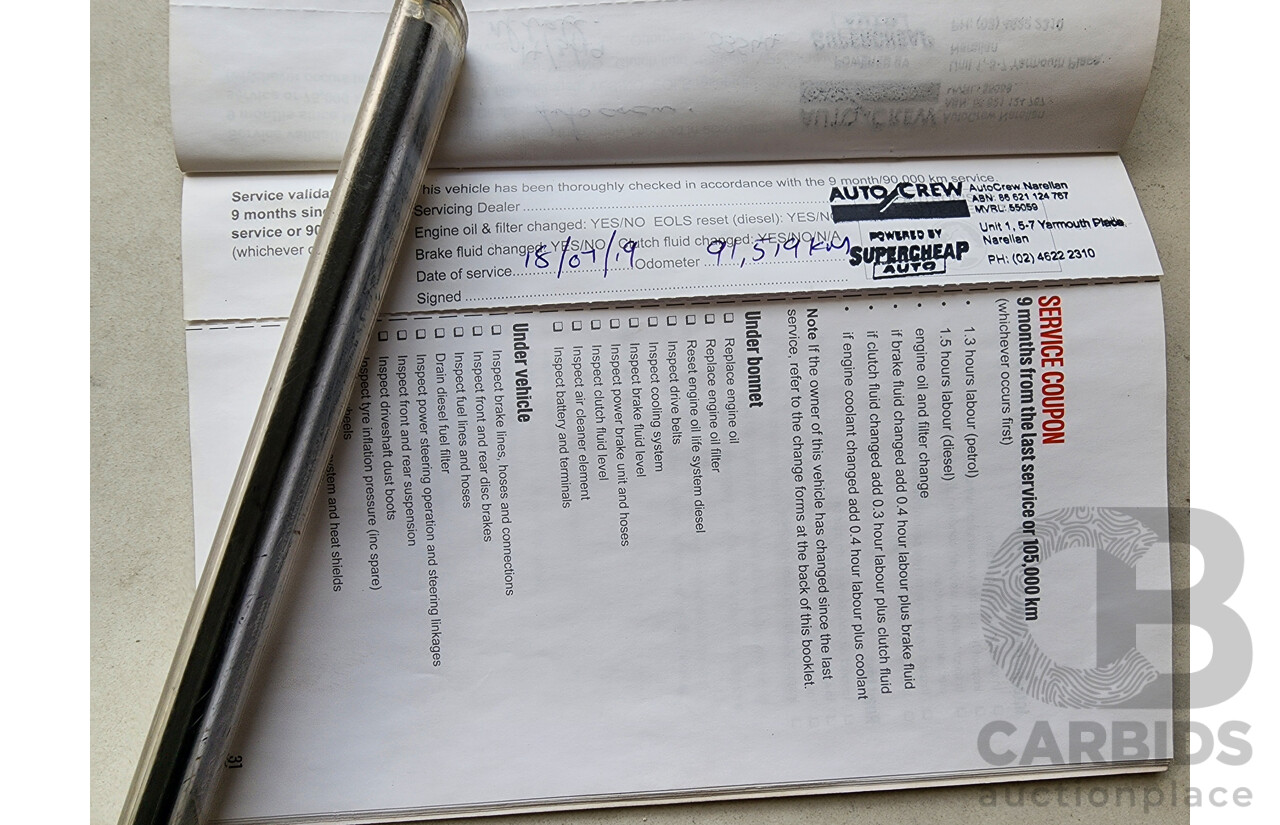 Service valida
9 months sin
service or 90
(whichever o
his vehicle has been thoroughly checked in accordance with the 9 month/90,000 km service.
Servicing Dealer
Engine oil & filter changed: YES/NO EOLS reset (diesel): YES/N
Brake fluid changed: YES/NO Clutch fluid changed: YES/NO/N/A
Date of service 18/07/19 Odometer 91,519 KM
Signed
AUTO CREW
POWERED BY
SUPERCHEAP
AUTO
AutoCrew Narellan
ABN: 86 621 124 767
MVRL: 55059
Unit 1, 5-7 Yarmouth Place
Narellan
PH: (02) 4622 2310
SERVICE COUPON
9 months from the last service or 105,000 km
(whichever occurs first)
• 1.3 hours labour (petrol)
• 1.5 hours labour (diesel)
• engine oil and filter change
• if brake fluid changed add 0.4 hour labour plus brake fluid
• if clutch fluid changed add 0.3 hour labour plus clutch fluid
• if engine coolant changed add 0.4 hour labour plus coolant
Note If the owner of this vehicle has changed since the last
service, refer to the change forms at the back of this booklet.
Under bonnet
❑ Replace engine oil
❑ Replace engine oil filter
❑ Reset engine oil life system diesel
❑ Inspect drive belts
❑ Inspect cooling system
❑ Inspect brake fluid level
❑ Inspect power brake unit and hoses
❑ Inspect clutch fluid level
❑ Inspect air cleaner element
❑ Inspect battery and terminals
Under vehicle
❑ Inspect brake lines, hoses and connections
❑ Inspect front and rear disc brakes
❑ Inspect fuel lines and hoses
❑ Drain diesel fuel filter
❑ Inspect power steering operation and steering linkages
❑ Inspect front and rear suspension
❑ Inspect driveshaft dust boots
Inspect tyre inflation pressure (inc spare)
heels
ystem and heat shields
31
CB
CARBIDS
auctionplace